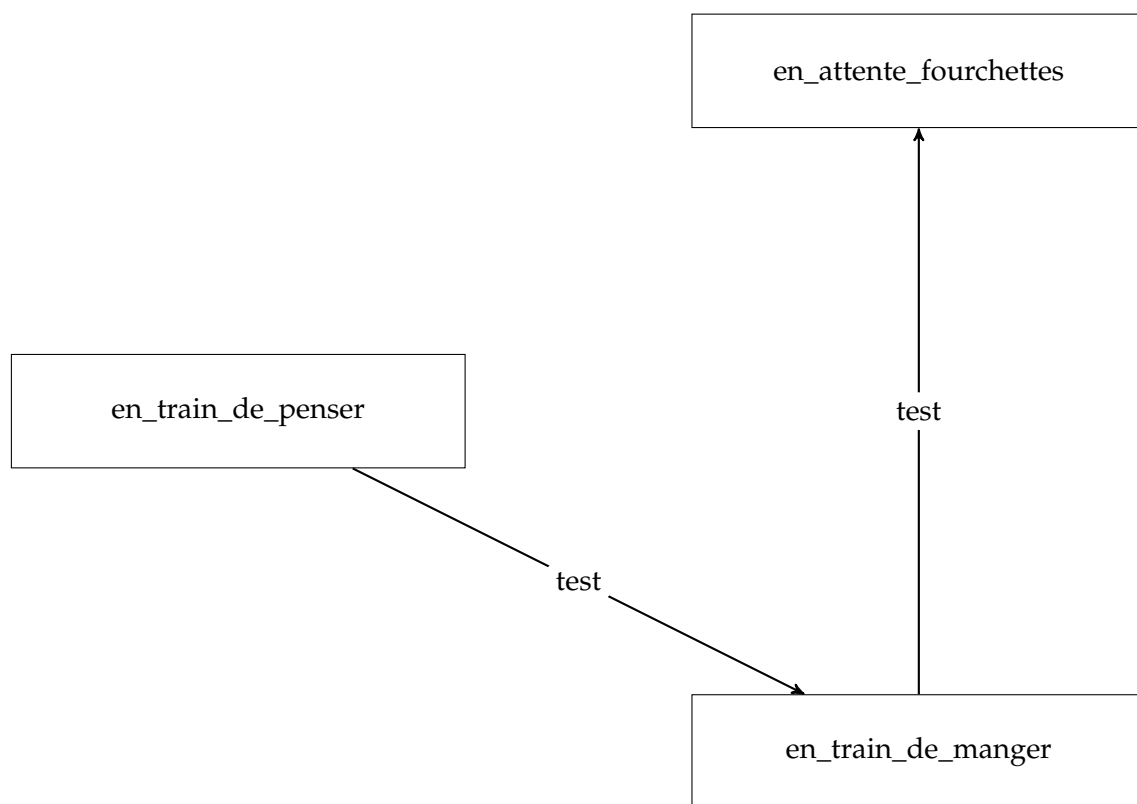 en_attente_fourchettes
en_train_de_penser
test
test
en_train_de_manger